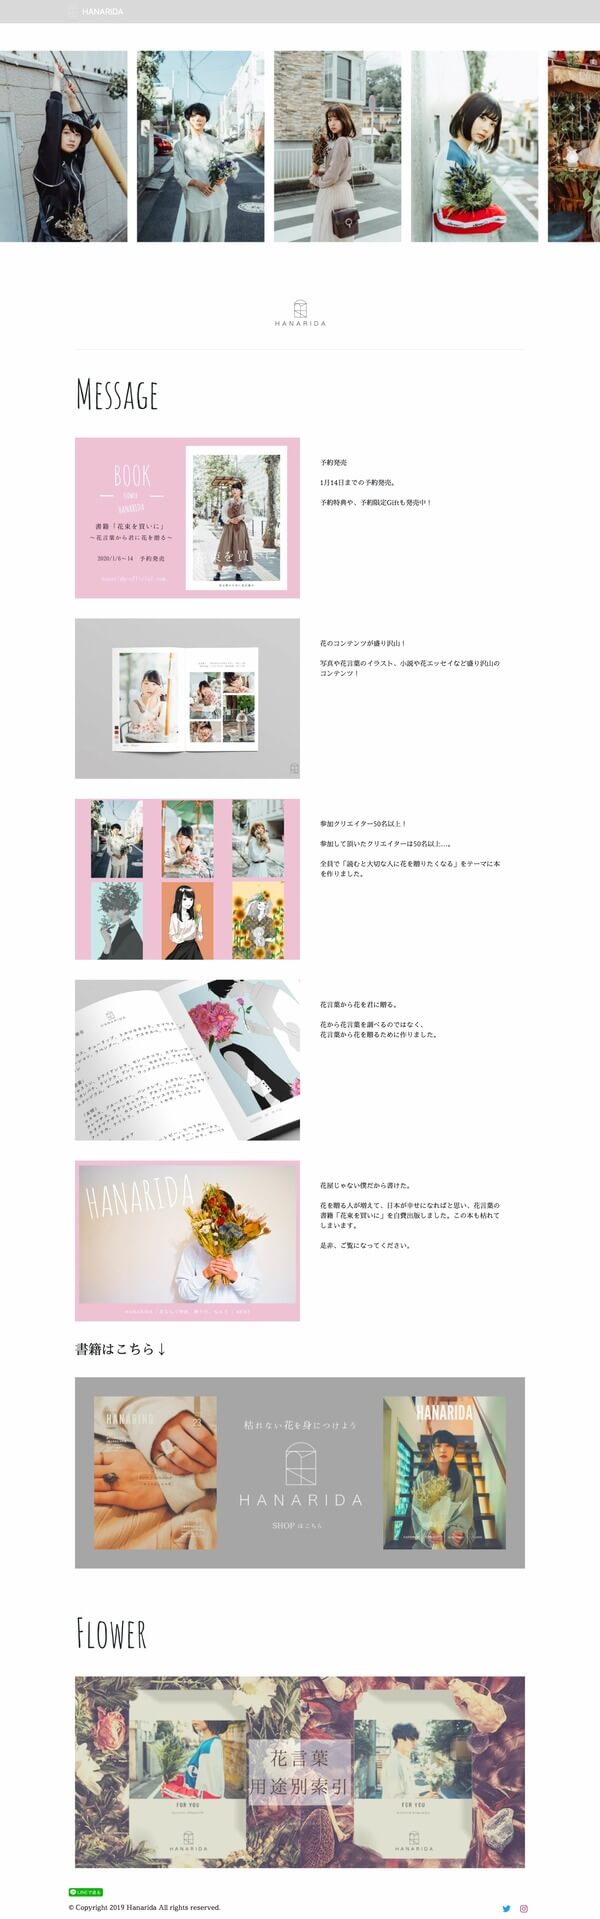 HANARIDA
HANARIDA
MESSAGE
BOOK
FLOWER
HANARIDA
書籍「花束を買いに」
〜花言葉から君に花を贈る〜
2020/1/6〜14 予約発売
花束を買いに
予約発売
1月14日までの予約発売。
予約特典や、予約限定Giftも発売中！
花のコンテンツが盛り沢山！
写真や花言葉のイラスト、小説や花エッセイなど盛り沢山の
コンテンツ！
参加クリエイター50名以上！
参加して頂いたクリエイターは50名以上…。
全員で「読むと大切な人に花を贈りたくなる」をテーマに本
を作りました。
HANARIDA
花言葉から花を君に贈る。
花から花言葉を調べるのではなく、
花言葉から花を贈るために作りました。
HANARIDA
花屋じゃない僕だから書けた。
花を贈る人が増えて、日本が幸せになればと思い、花言葉の
書籍「花束を買いに」を自費出版しました。この本も枯れて
しまいます。
是非、ご覧になってください。
書籍はこちら↓
23
枯れない花を身につけよう
HANARIDA
SHOP はこちら
HANARIDA
FLOWER
花言葉
用途別索引
FOR YOU
HANARIDA
FOR YOU
HANARIDA
LINEで送る
© Copyright 2019 Hanarida All rights reserved.